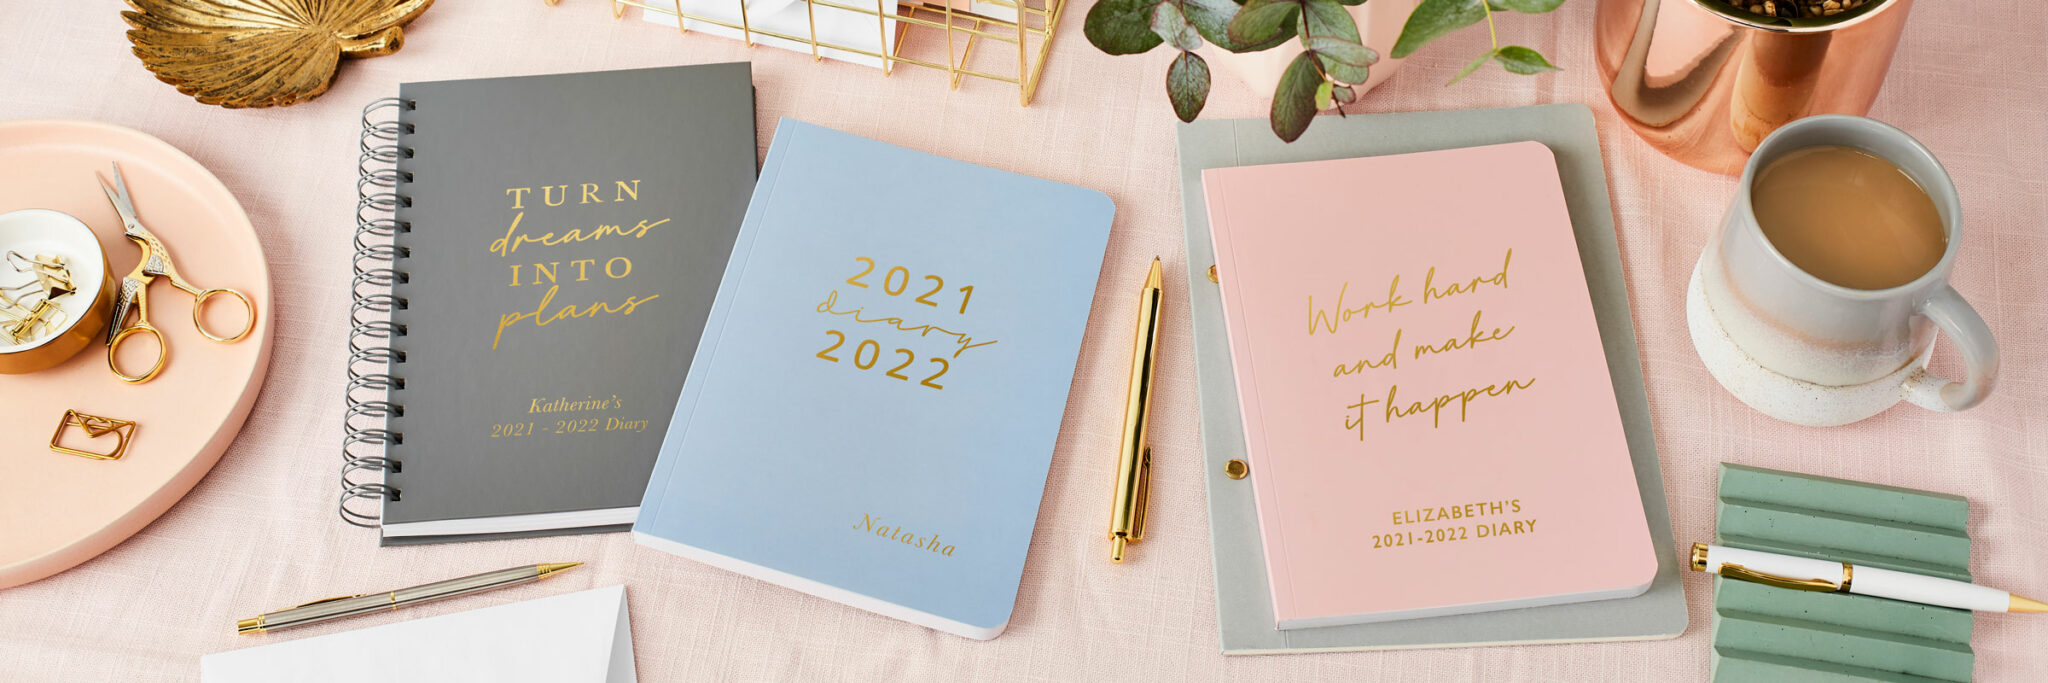 TURN
dreams
INTO
plans
Katherine's
2021 - 2022 Diary
2021
diary
2022
Natasha
Work hard
and make
it happen
ELIZABETH'S
2021-2022 DIARY